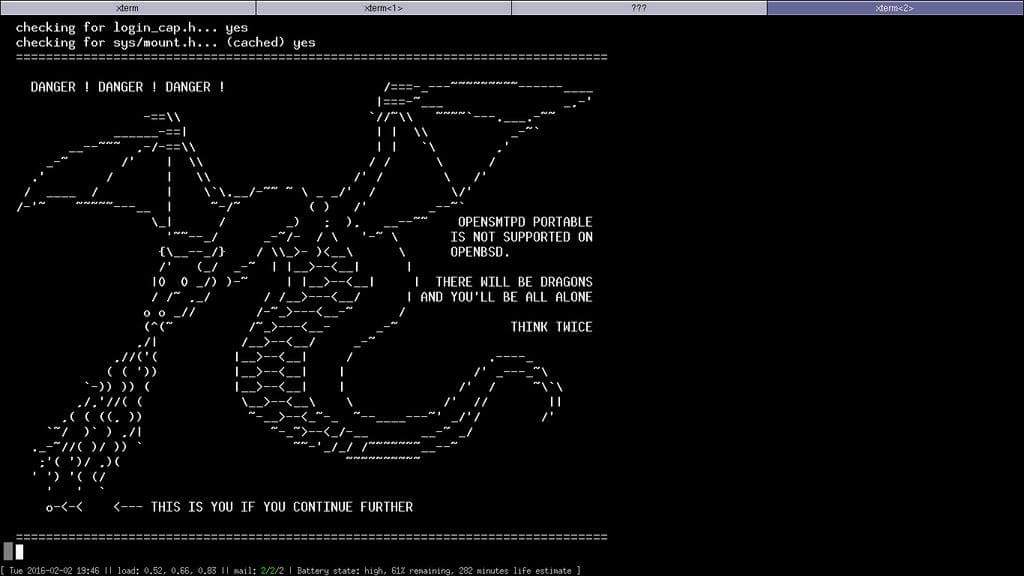 xterm
xterm<1>
???
xterm<2>
checking for login_cap.h... yes
checking for sys/mount.h... (cached) yes
DANGER ! DANGER ! DANGER !
OPENSMTPD PORTABLE
IS NOT SUPPORTED ON
OPENBSD.
THERE WILL BE DRAGONS
AND YOU'LL BE ALL ALONE
THINK TWICE
<--- THIS IS YOU IF YOU CONTINUE FURTHER
[ Tue 2016-02-02 19:46 || load: 0.52, 0.66, 0.83 || mail: 2/2/2 | Battery state: high, 61% remaining, 282 minutes life estimate ]